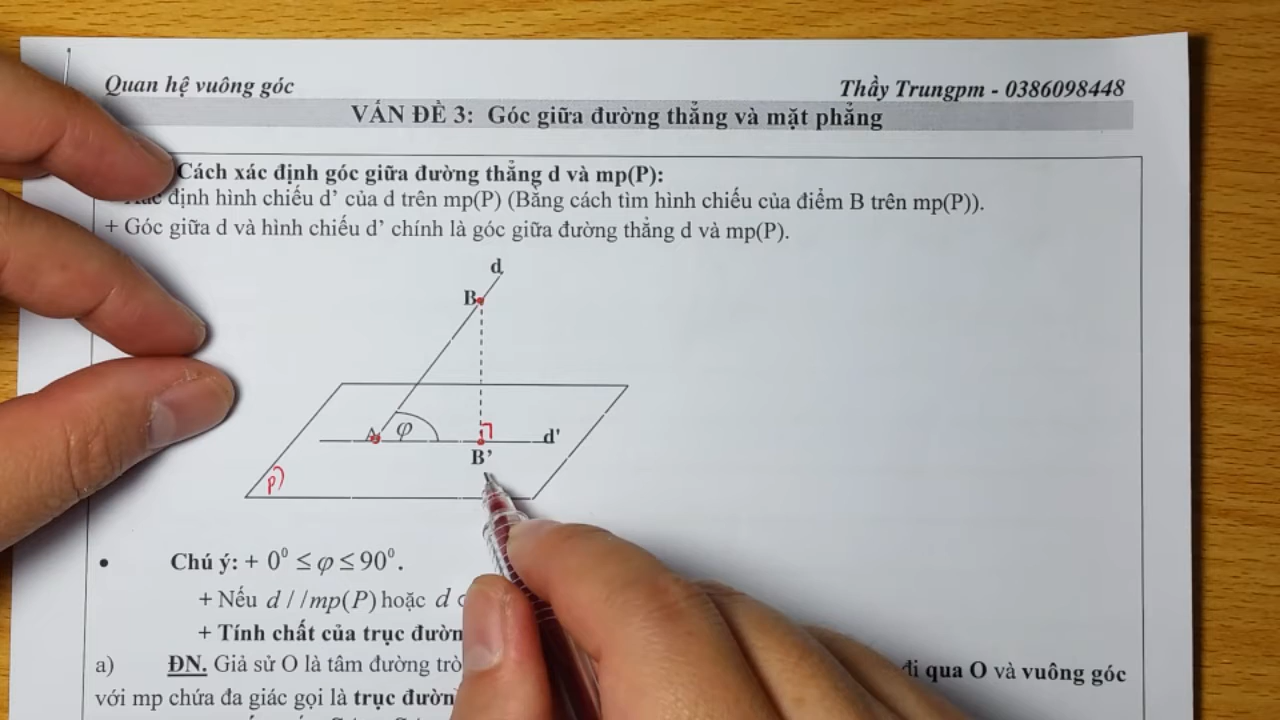 Quan hệ vuông góc
Thầy Trungpm - 0386098448
VẤN ĐỀ 3: Góc giữa đường thẳng và mặt phẳng
Cách xác định góc giữa đường thẳng d và mp(P):
định hình chiếu d’ của d trên mp(P) (Bằng cách tìm hình chiếu của điểm B trên mp(P)).
+ Góc giữa d và hình chiếu d’ chính là góc giữa đường thẳng d và mp(P).
d
B
A φ
d'
B’
P)
• Chú ý: + 0⁰ ≤ φ ≤ 90⁰.
+ Nếu d //mp(P) hoặc d
+ Tính chất của trục đườn
a) ĐN. Giả sử O là tâm đường trò đi qua O và vuông góc
với mp chứa đa giác gọi là trục đườn